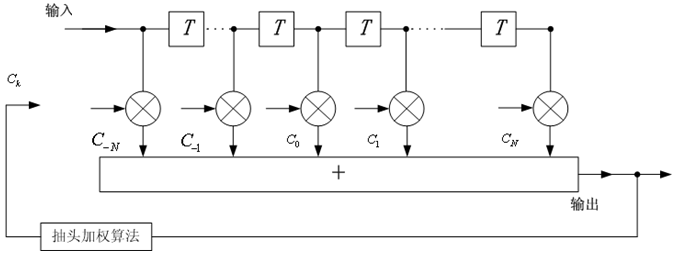 输入
T T T T
C_k
C_{-N} C_{-1} C_0 C_1 C_N
+
输出
抽头加权算法